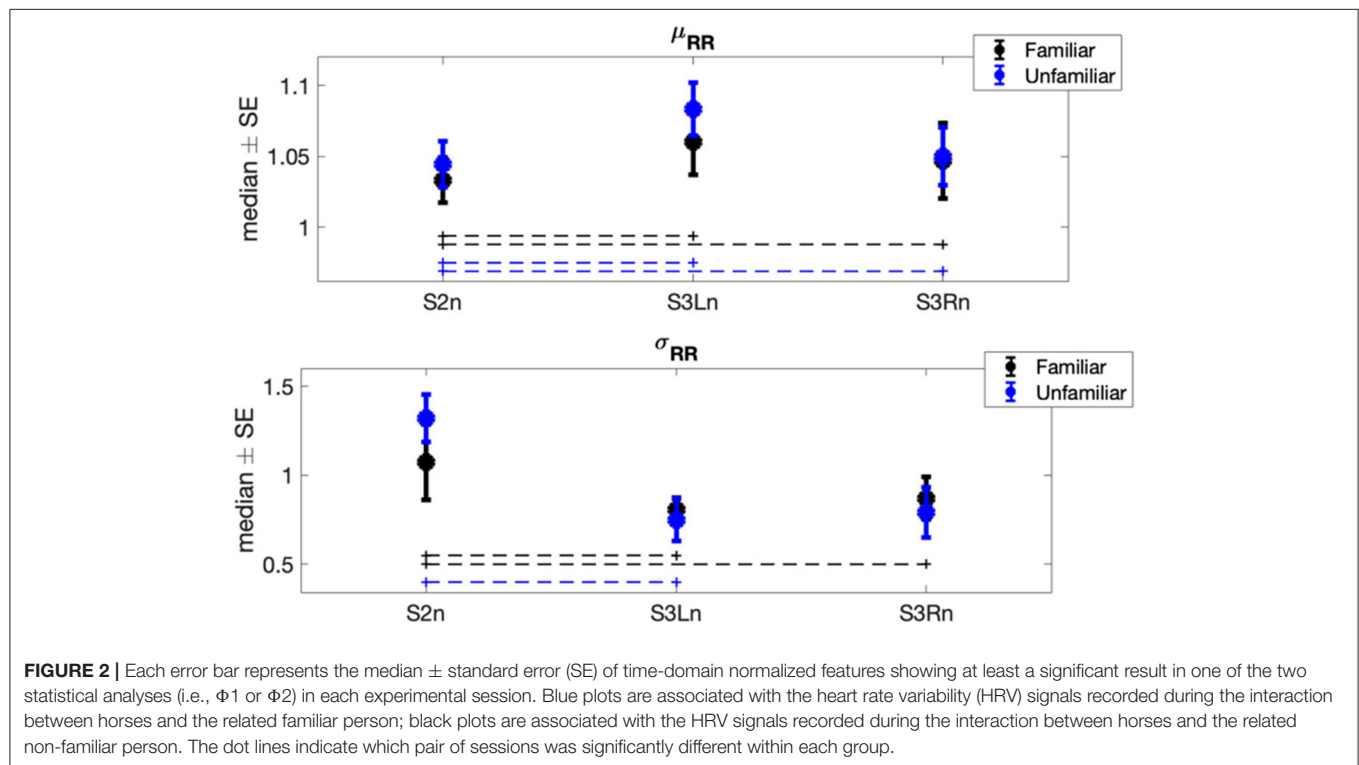 μRR
Familiar
Unfamiliar
median ± SE
1.1
1.05
1
S2n S3Ln S3Rn
σRR
Familiar
Unfamiliar
median ± SE
1.5
1
0.5
S2n S3Ln S3Rn
FIGURE 2 | Each error bar represents the median ± standard error (SE) of time-domain normalized features showing at least a significant result in one of the two
statistical analyses (i.e., Φ1 or Φ2) in each experimental session. Blue plots are associated with the heart rate variability (HRV) signals recorded during the interaction
between horses and the related familiar person; black plots are associated with the HRV signals recorded during the interaction between horses and the related
non-familiar person. The dot lines indicate which pair of sessions was significantly different within each group.